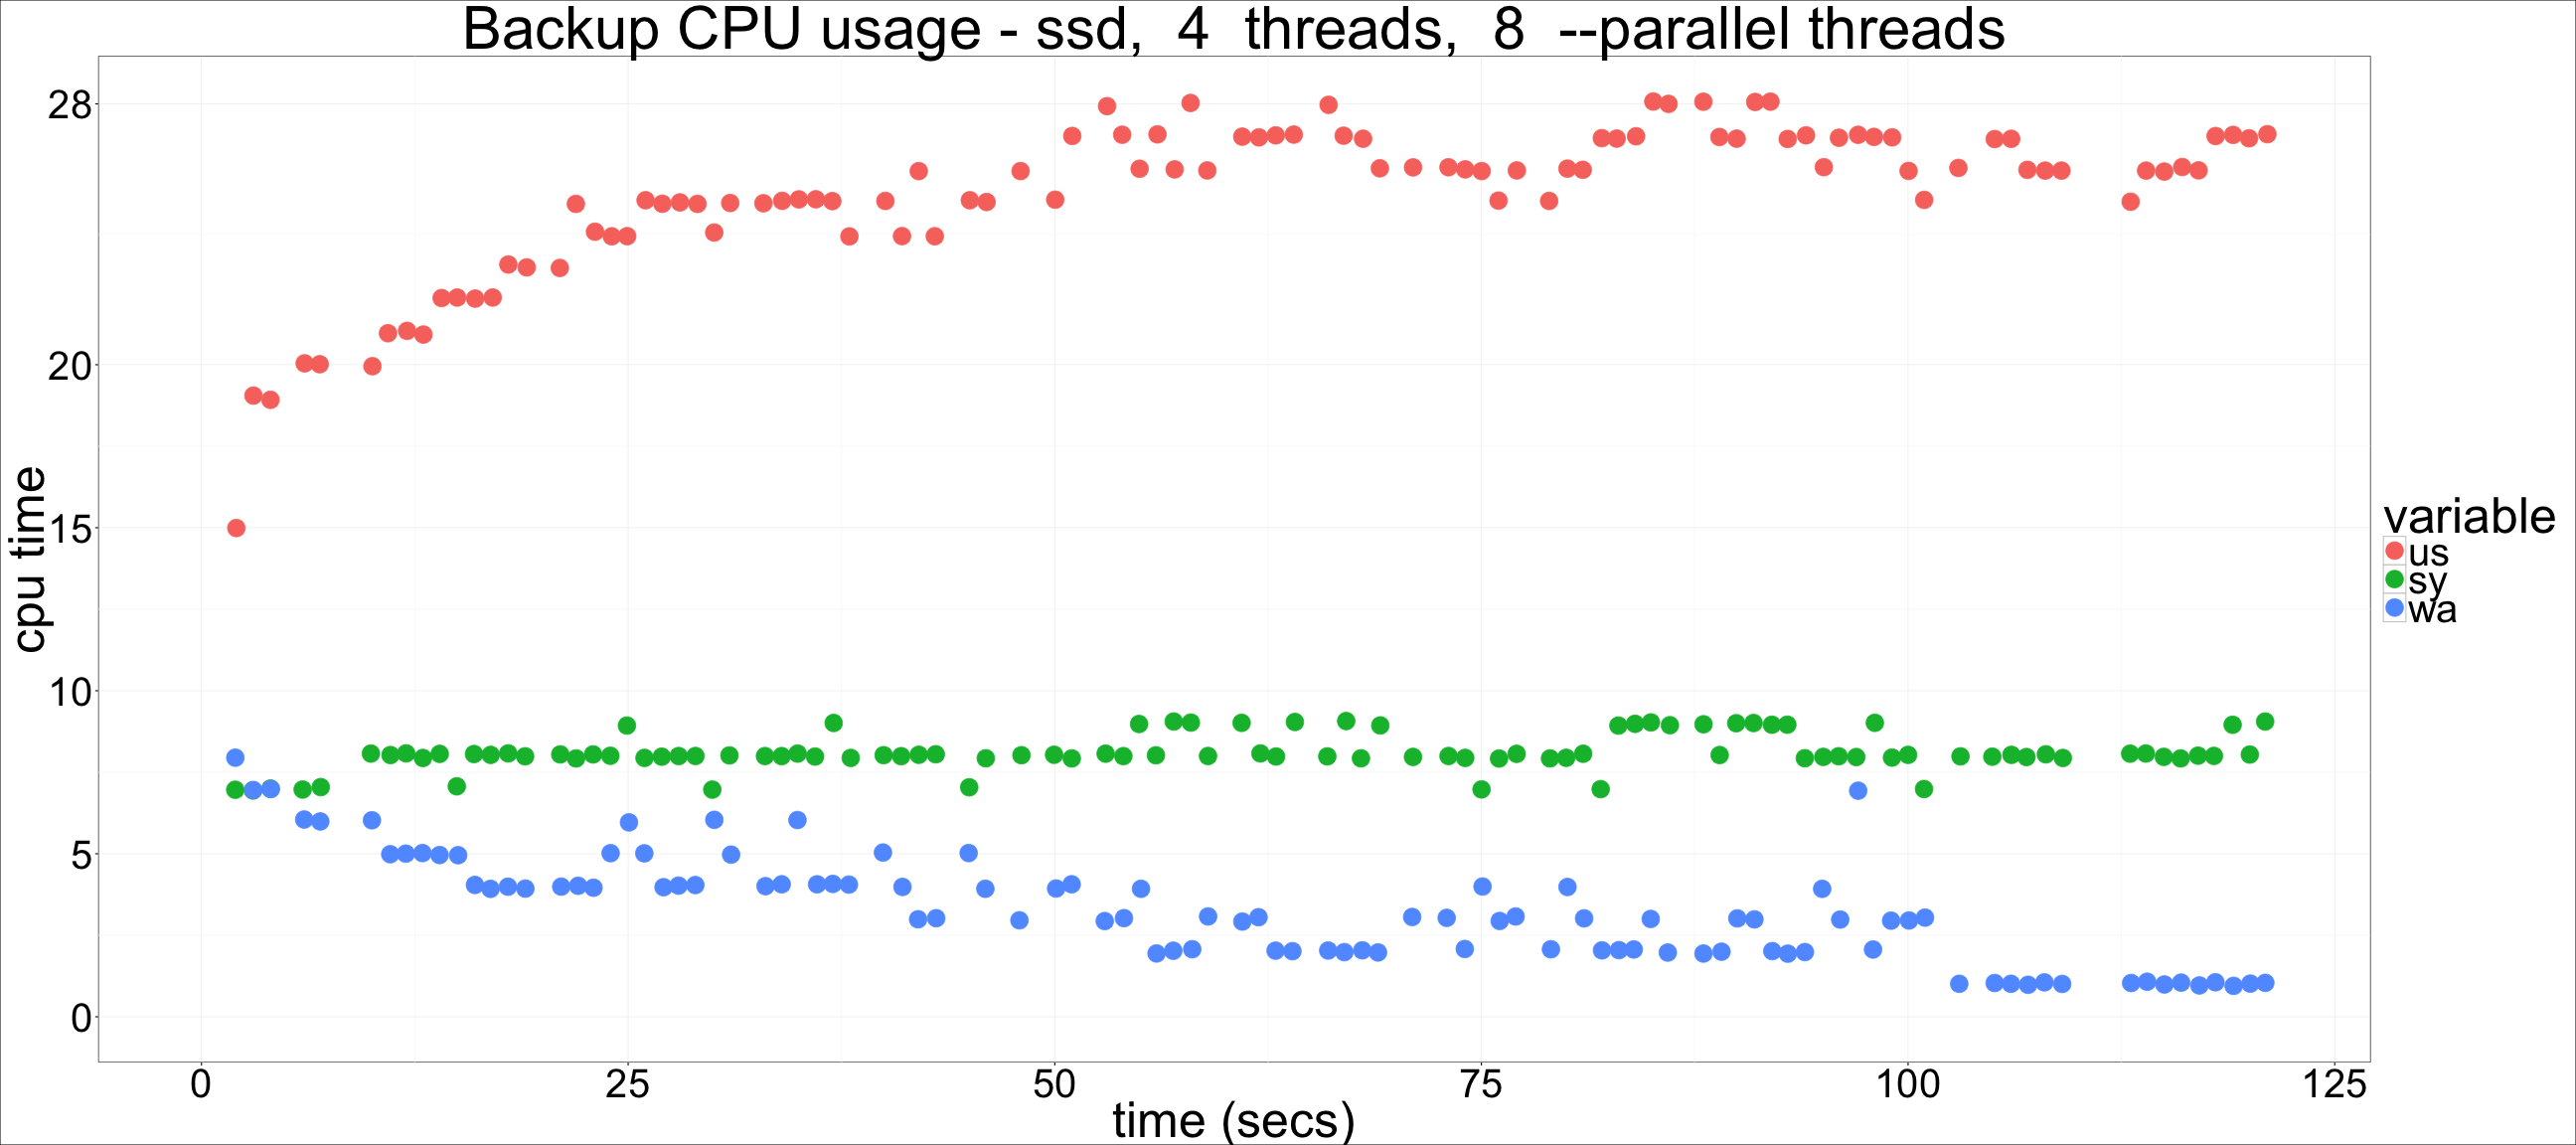 Backup CPU usage - ssd,  4  threads,  8  --parallel threads
28
20
15
10
5
0
cpu time
0 25 50 75 100 125
time (secs)
variable
us
sy
wa